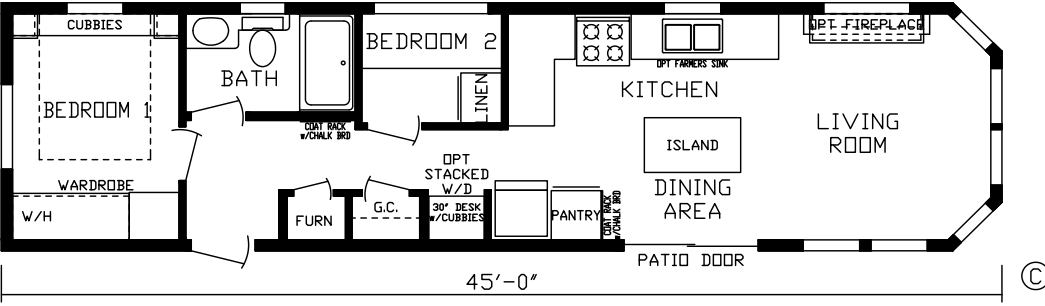 CUBBIES
OPT FIREPLACE
BEDROOM 2
OPT FARMERS SINK
BATH
KITCHEN
LINEN
BEDROOM 1
COAT RACK
w/CHALK BRD
LIVING
ROOM
ISLAND
OPT
STACKED
W/D
WARDROBE
DINING
AREA
W/H
FURN
G.C.
30" DESK
w/CUBBIES
PANTRY
COAT RACK
w/CHALK BRD
PATIO DOOR
45'-0"
C